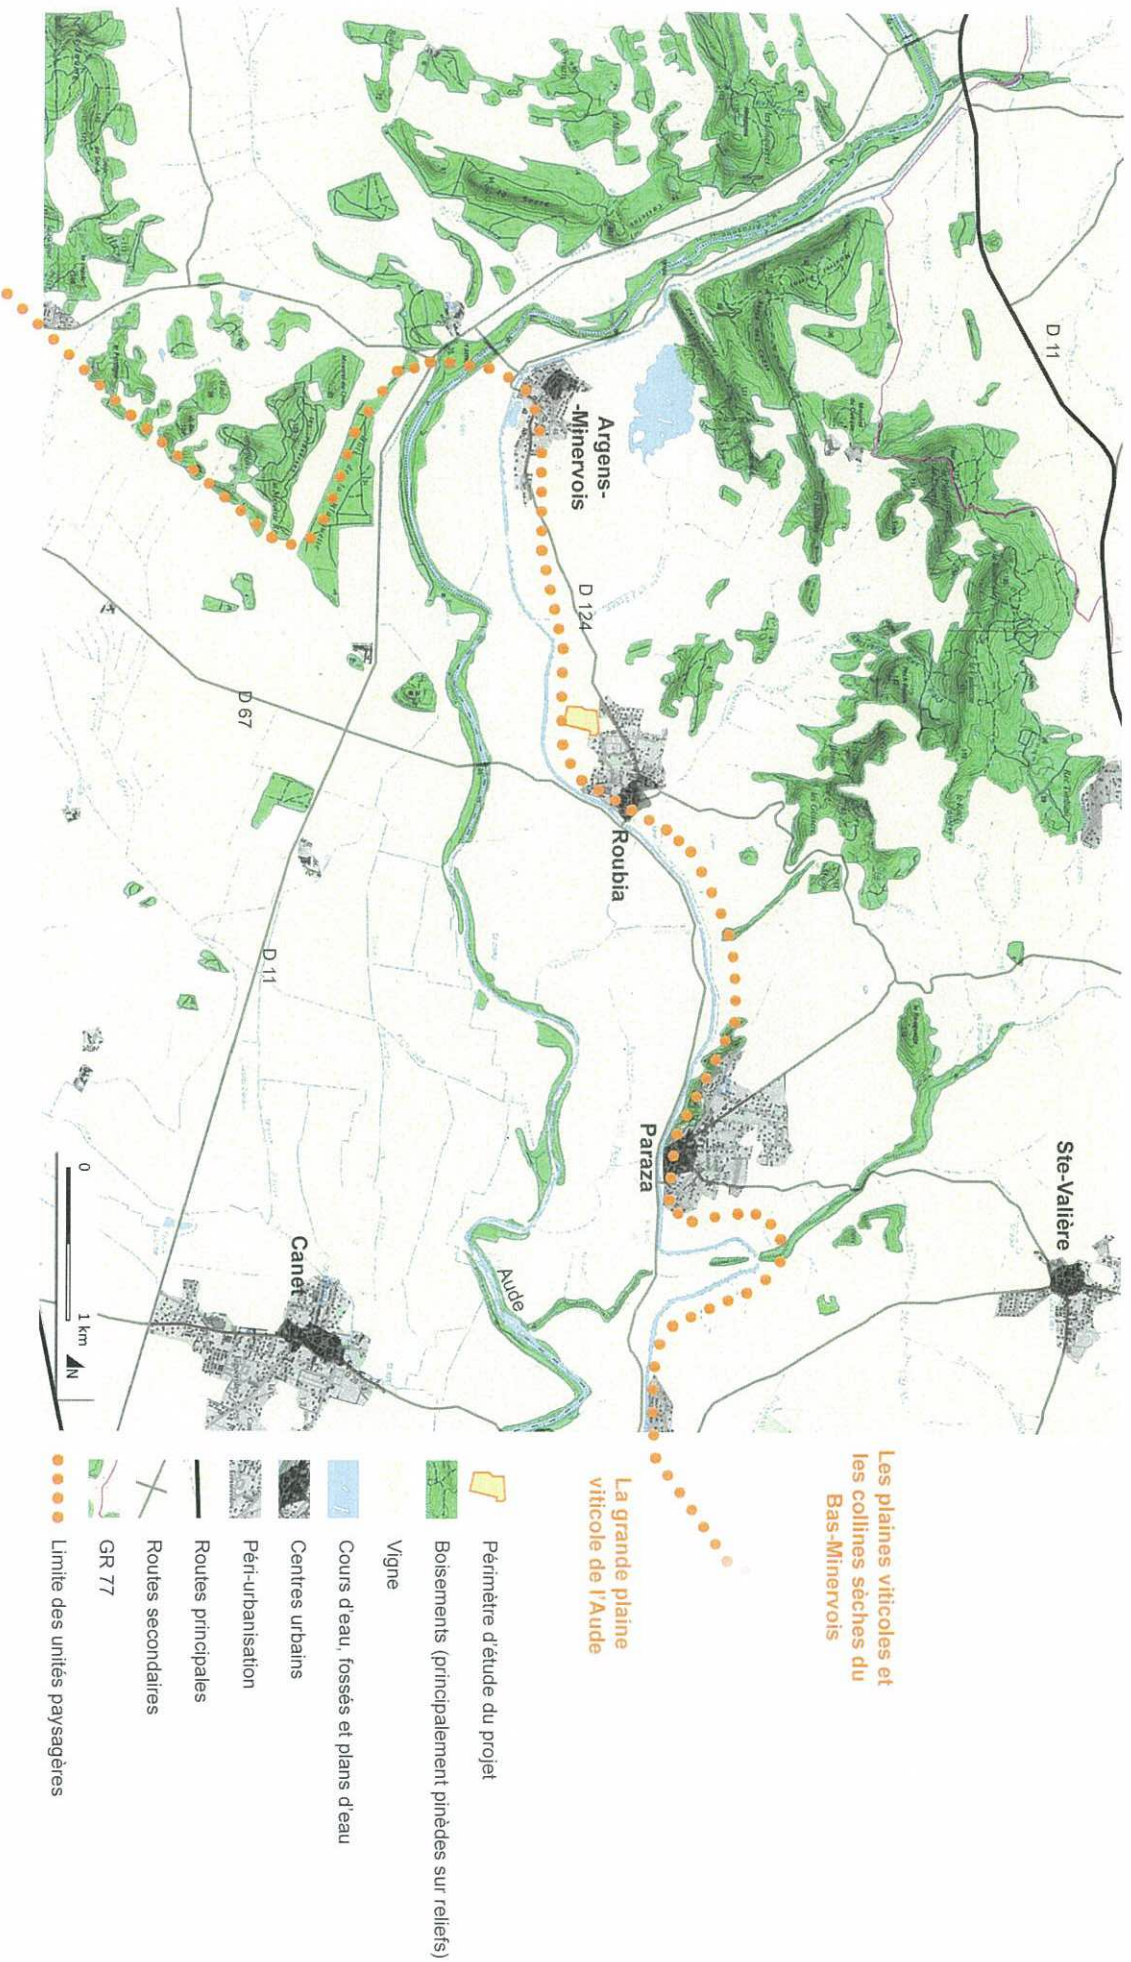 D 11
Ste-Valière
Argens-
-Minervois
D 124
Roubia
Paraza
D 67
D 11
Aude
Canet
0
1 km
N
Les plaines viticoles et
les collines sèches du
Bas-Minervois
La grande plaine
viticole de l'Aude
Périmètre d'étude du projet
Boisements (principalement pinèdes sur reliefs)
Vigne
Cours d'eau, fossés et plans d'eau
Centres urbains
Péri-urbanisation
Routes principales
Routes secondaires
GR 77
Limite des unités paysagères